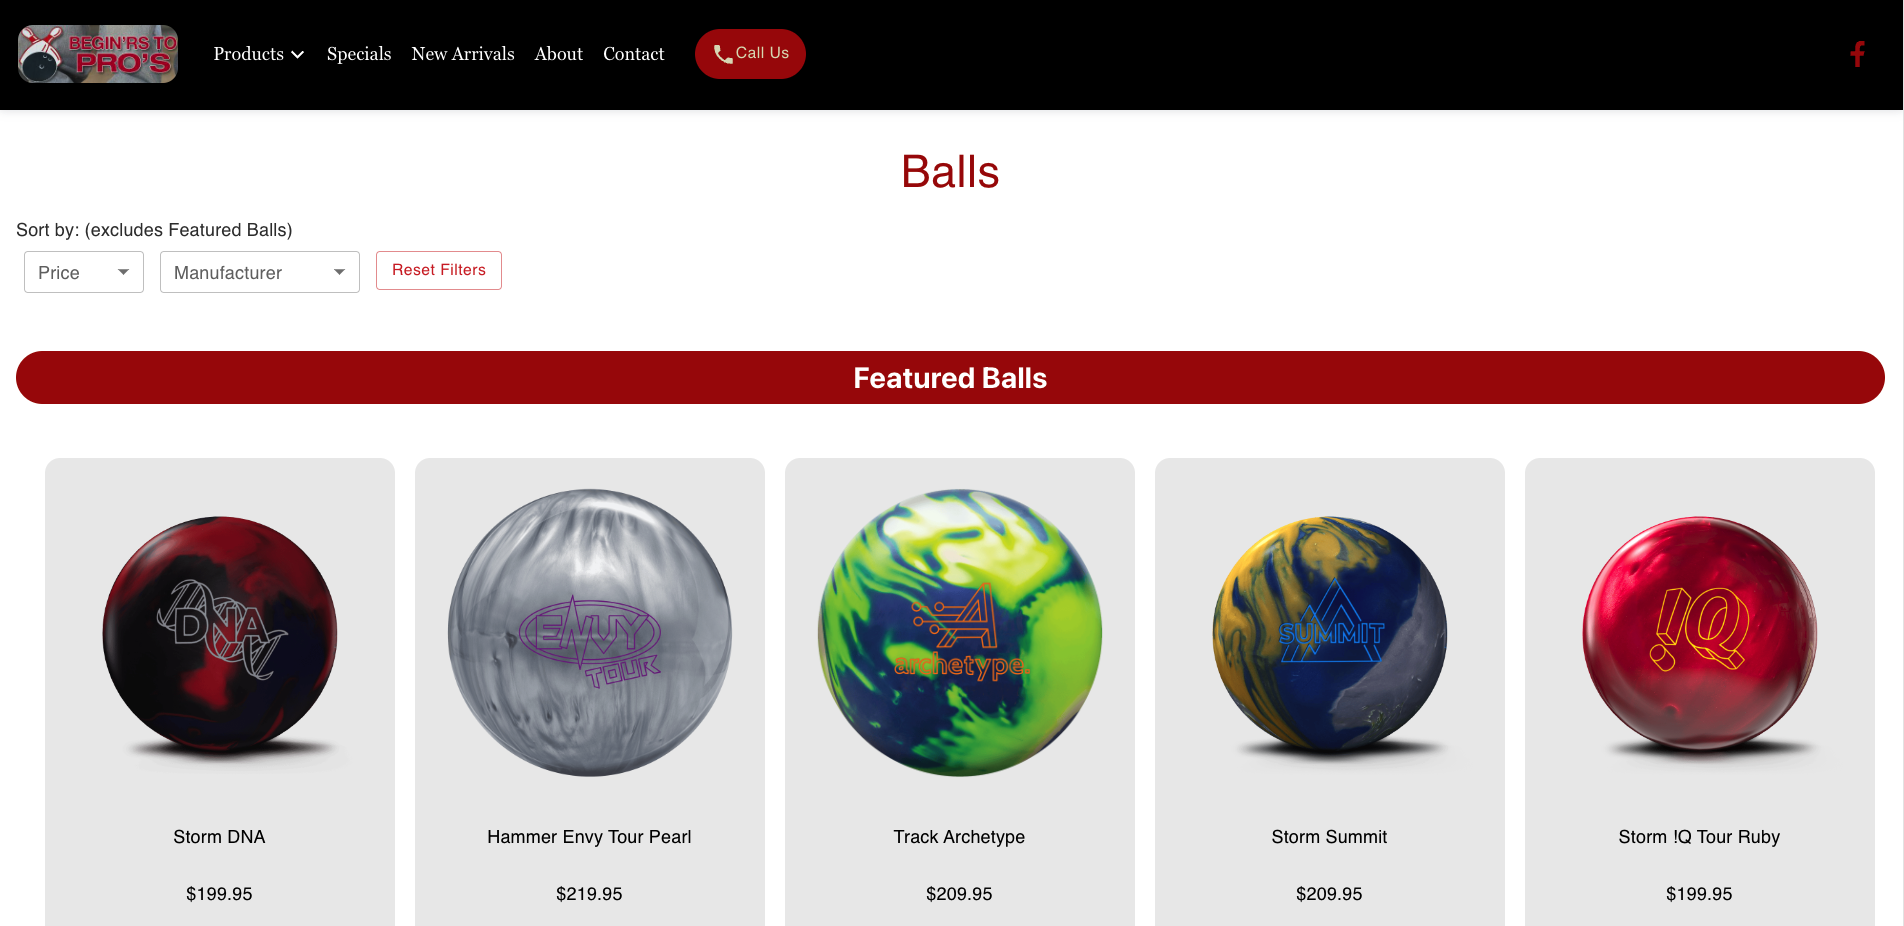 BEGIN'RS TO
PRO'S
Products
Specials
New Arrivals
About
Contact
Call Us
Balls
Sort by: (excludes Featured Balls)
Price
Manufacturer
Reset Filters
Featured Balls
DNA
ENVY
TOUR
archetype.
SUMMIT
!Q
Storm DNA
Hammer Envy Tour Pearl
Track Archetype
Storm Summit
Storm !Q Tour Ruby
$199.95
$219.95
$209.95
$209.95
$199.95